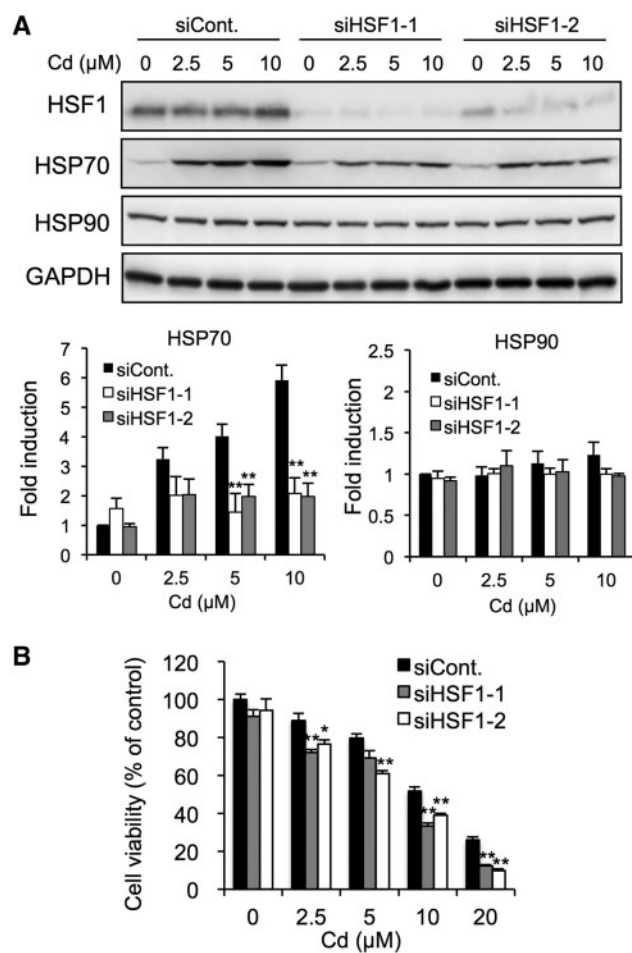 A
siCont. siHSF1-1 siHSF1-2
Cd (μM) 0 2.5 5 10 0 2.5 5 10 0 2.5 5 10
HSF1
HSP70
HSP90
GAPDH
HSP70
Fold induction
7
6
5
4
3
2
1
0
siCont.
siHSF1-1
siHSF1-2
** ** ** **
0 2.5 5 10
Cd (μM)
HSP90
Fold induction
2.5
2
1.5
1
0.5
0
siCont.
siHSF1-1
siHSF1-2
0 2.5 5 10
Cd (μM)
B
Cell viability (% of control)
120
100
80
60
40
20
0
siCont.
siHSF1-1
siHSF1-2
** * ** ** ** ** **
0 2.5 5 10 20
Cd (μM)